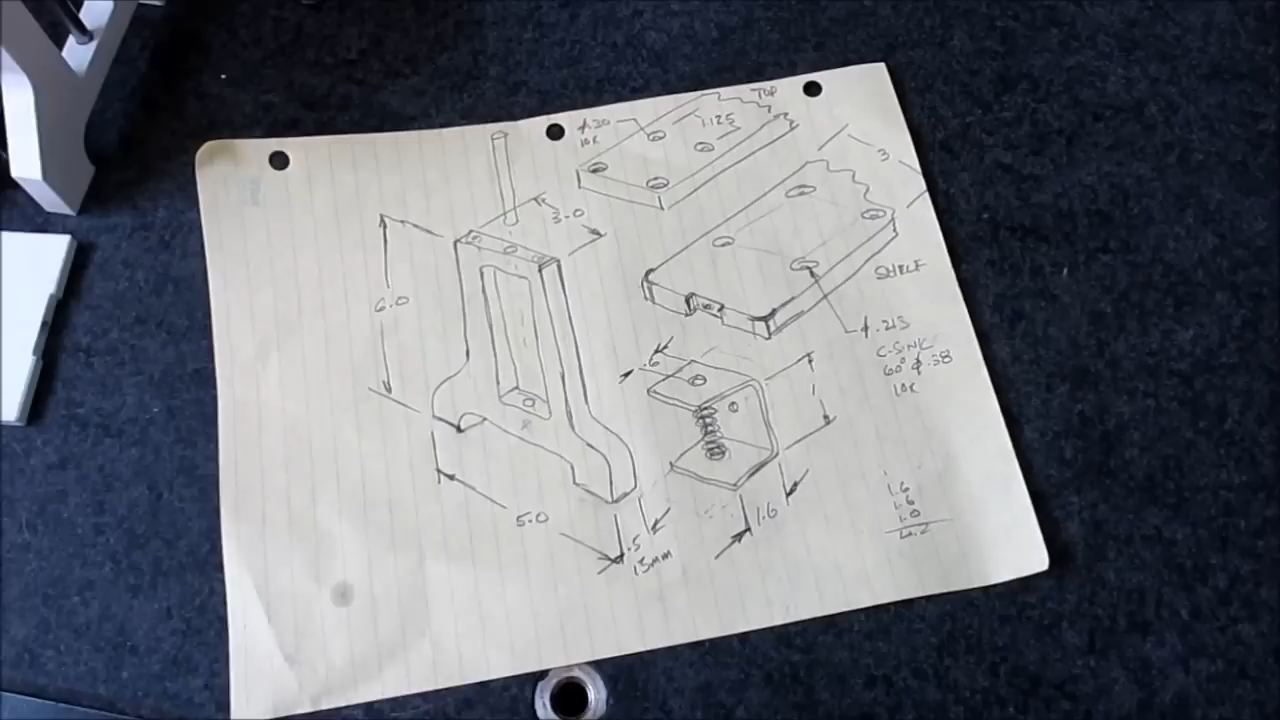 TOP
ϕ.30
10X
1.125
3
3.0
6.0
SHELF
ϕ.213
C-SINK
60° ϕ.38
10X
.6
1
1.6
5.0
.5
13mm
1.6
1.6
1.0
4.2